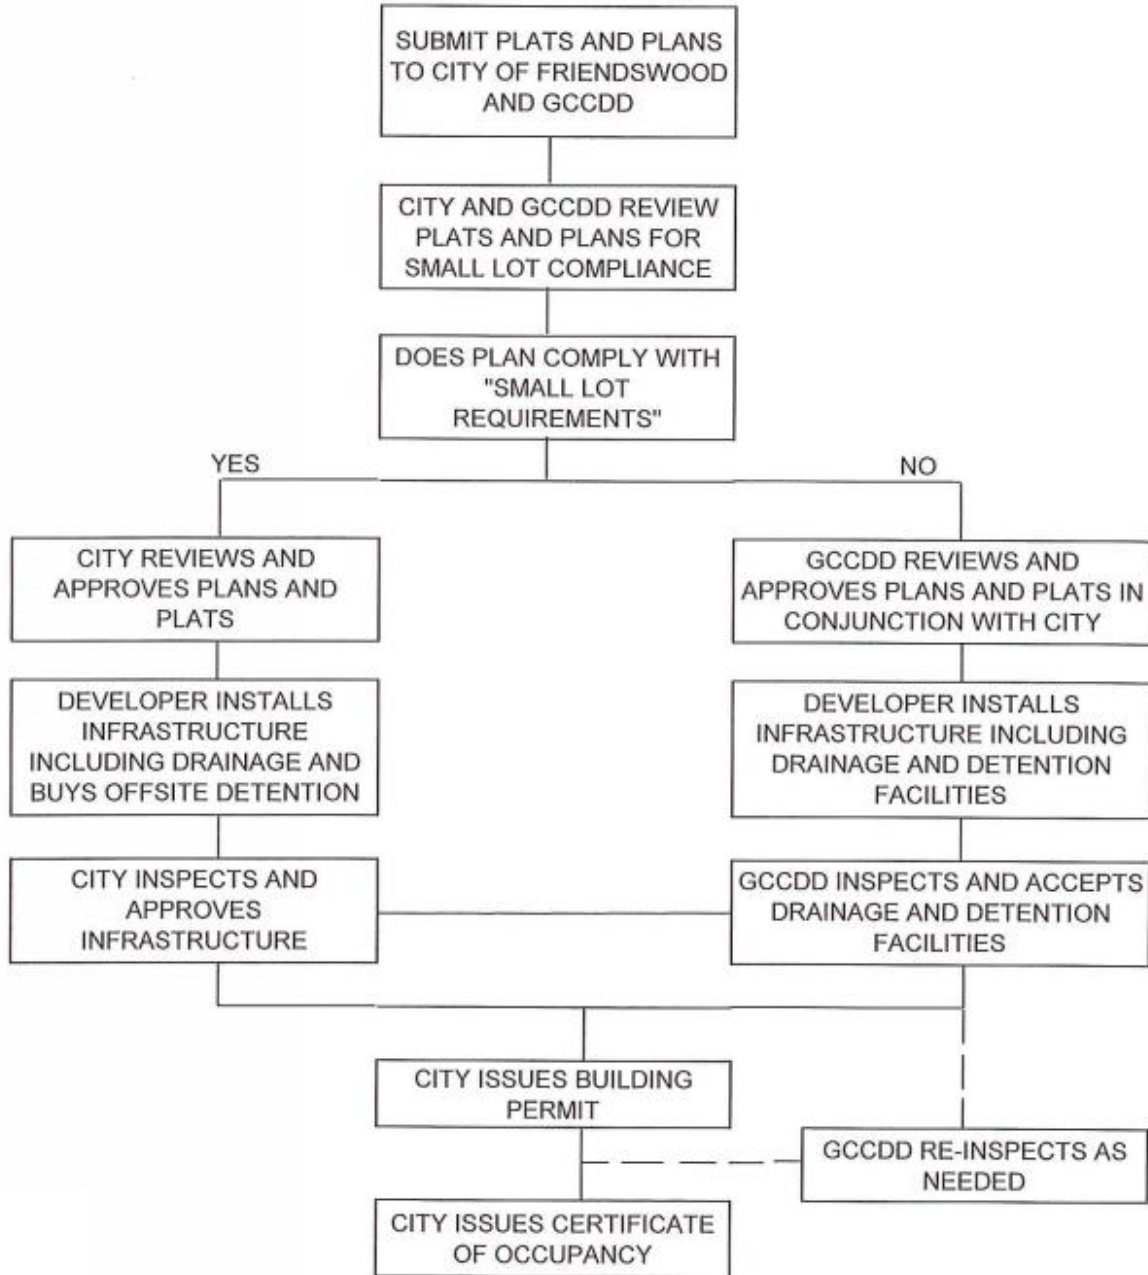 SUBMIT PLATS AND PLANS
TO CITY OF FRIENDSWOOD
AND GCCDD
CITY AND GCCDD REVIEW
PLATS AND PLANS FOR
SMALL LOT COMPLIANCE
DOES PLAN COMPLY WITH
"SMALL LOT
REQUIREMENTS"
YES
NO
CITY REVIEWS AND
APPROVES PLANS AND
PLATS
GCCDD REVIEWS AND
APPROVES PLANS AND PLATS IN
CONJUNCTION WITH CITY
DEVELOPER INSTALLS
INFRASTRUCTURE
INCLUDING DRAINAGE AND
BUYS OFFSITE DETENTION
DEVELOPER INSTALLS
INFRASTRUCTURE INCLUDING
DRAINAGE AND DETENTION
FACILITIES
CITY INSPECTS AND
APPROVES
INFRASTRUCTURE
GCCDD INSPECTS AND ACCEPTS
DRAINAGE AND DETENTION
FACILITIES
CITY ISSUES BUILDING
PERMIT
GCCDD RE-INSPECTS AS
NEEDED
CITY ISSUES CERTIFICATE
OF OCCUPANCY